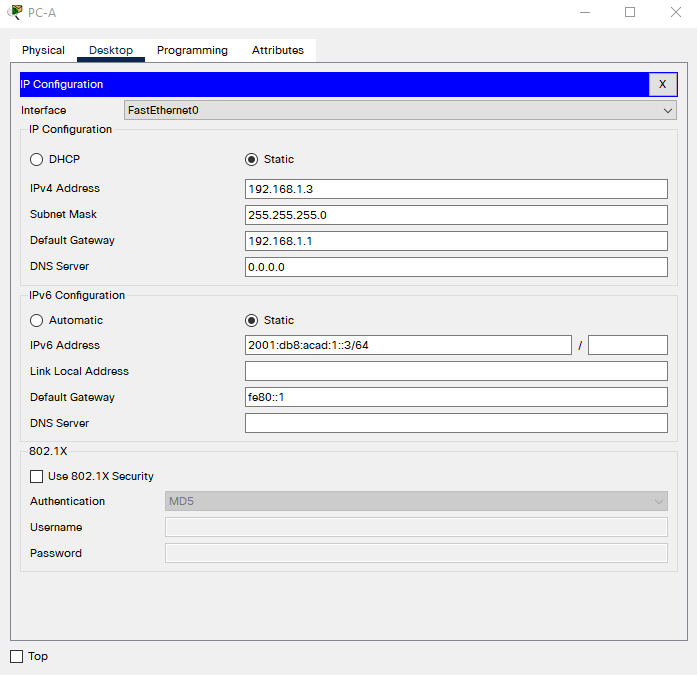 PC-A
Physical Desktop Programming Attributes
IP Configuration X
Interface FastEthernet0
IP Configuration
DHCP Static
IPv4 Address 192.168.1.3
Subnet Mask 255.255.255.0
Default Gateway 192.168.1.1
DNS Server 0.0.0.0
IPv6 Configuration
Automatic Static
IPv6 Address 2001:db8:acad:1::3/64 /
Link Local Address
Default Gateway fe80::1
DNS Server
802.1X
Use 802.1X Security
Authentication MD5
Username
Password
Top